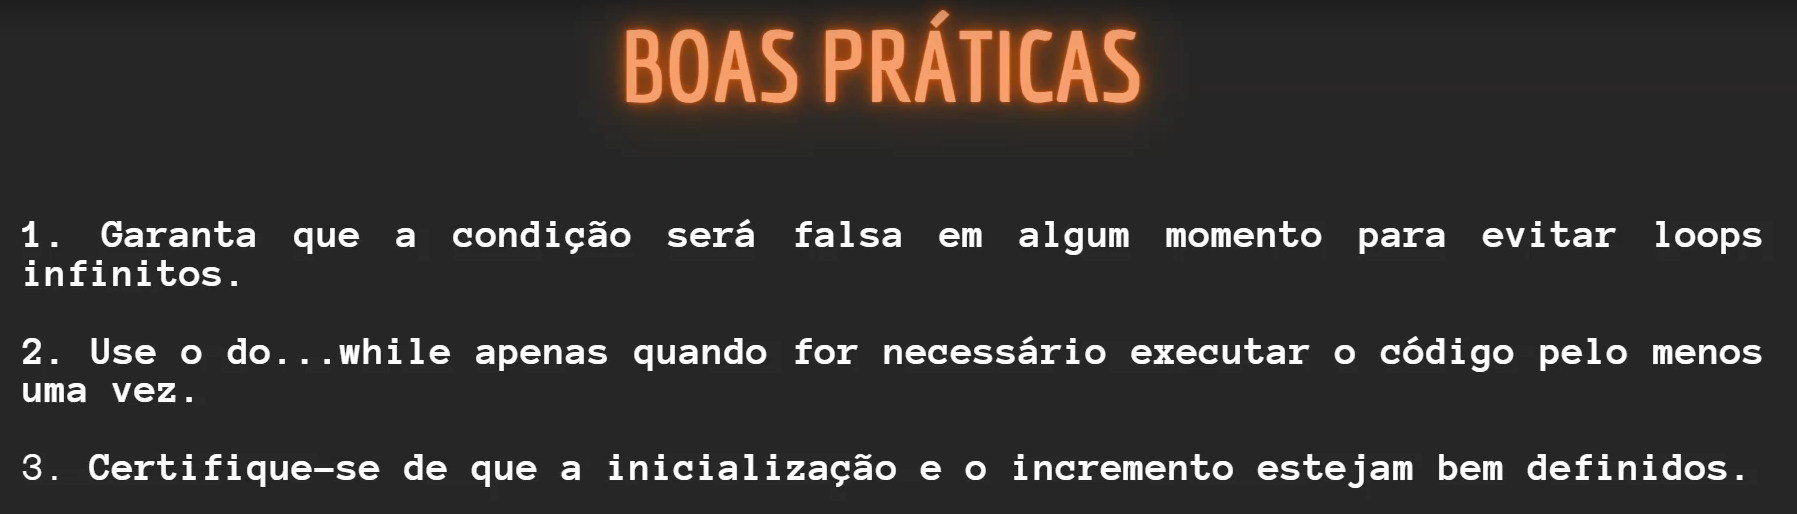 BOAS PRÁTICAS
1. Garanta que a condição será falsa em algum momento para evitar loops
infinitos.
2. Use o do...while apenas quando for necessário executar o código pelo menos
uma vez.
3. Certifique-se de que a inicialização e o incremento estejam bem definidos.